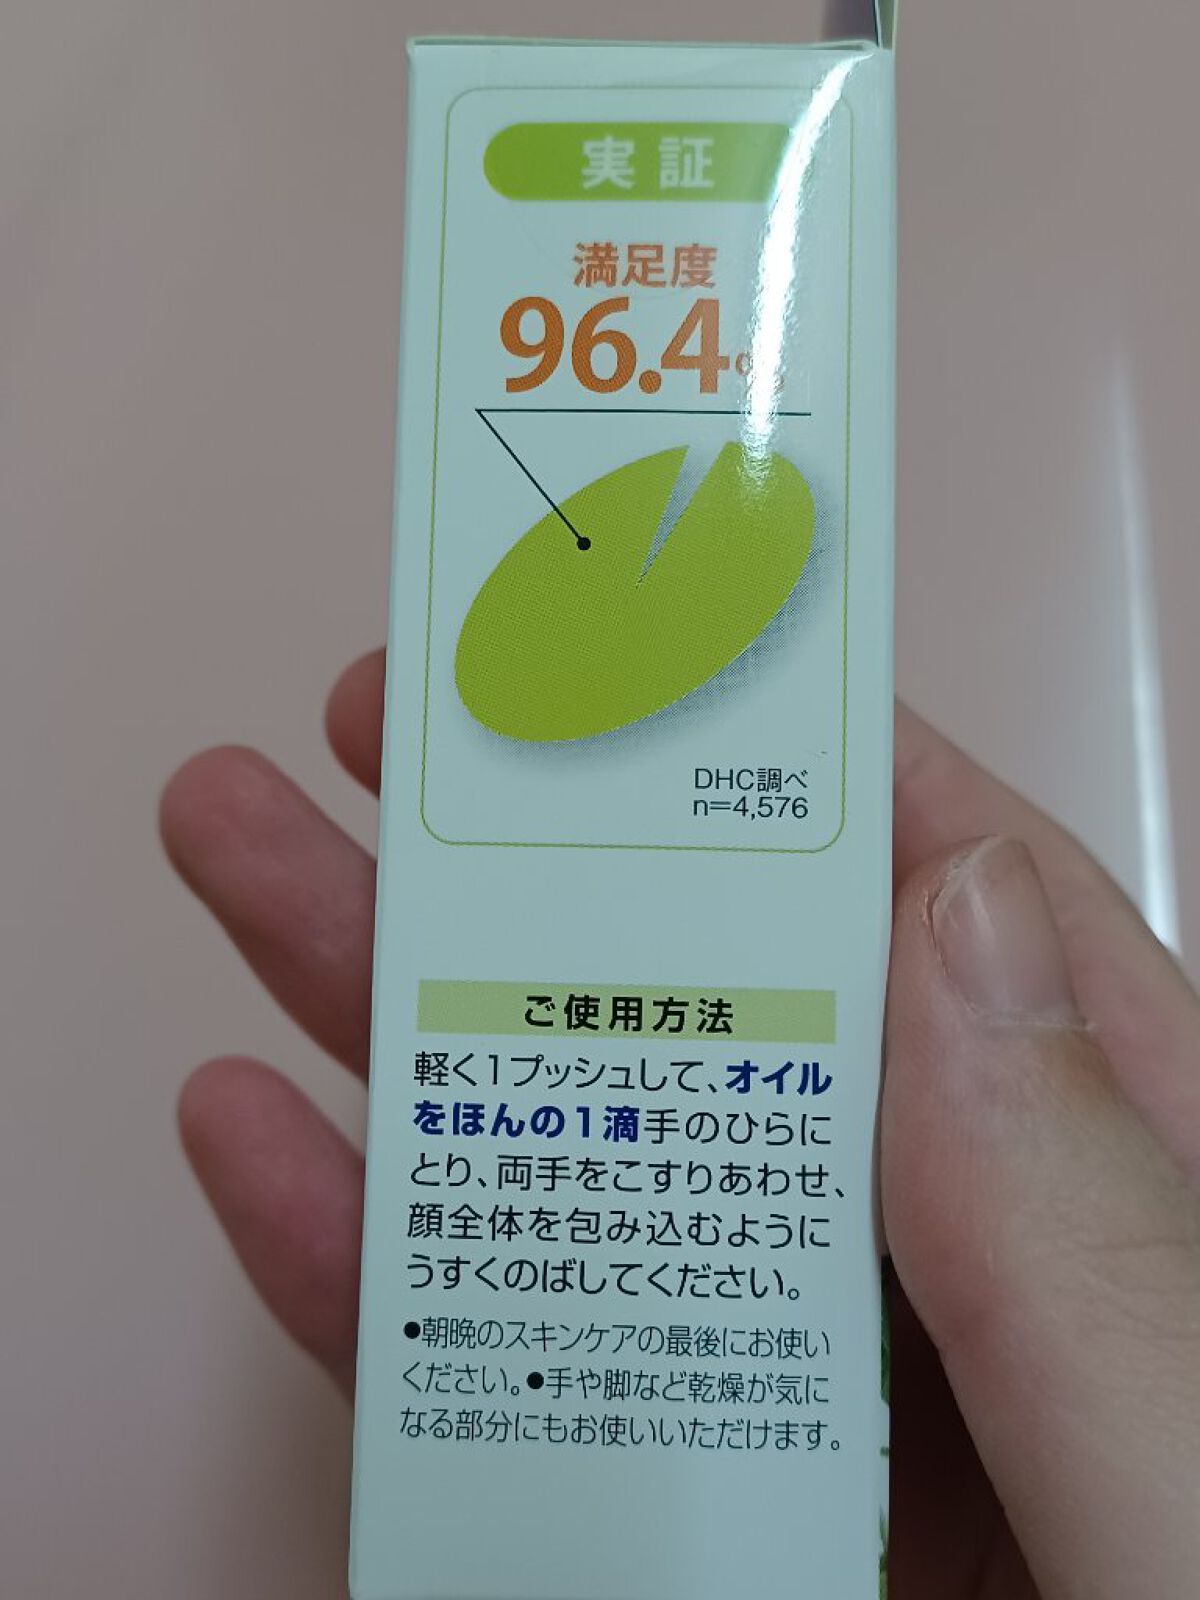 実証
満足度
96.4%
DHC調べ
n=4,576
ご使用方法
軽く1プッシュして、オイル
をほんの1滴手のひらに
とり、両手をこすりあわせ、
顔全体を包み込むように
うすくのばしてください。
●朝晩のスキンケアの最後にお使い
ください。●手や脚など乾燥が気に
なる部分にもお使いいただけます。